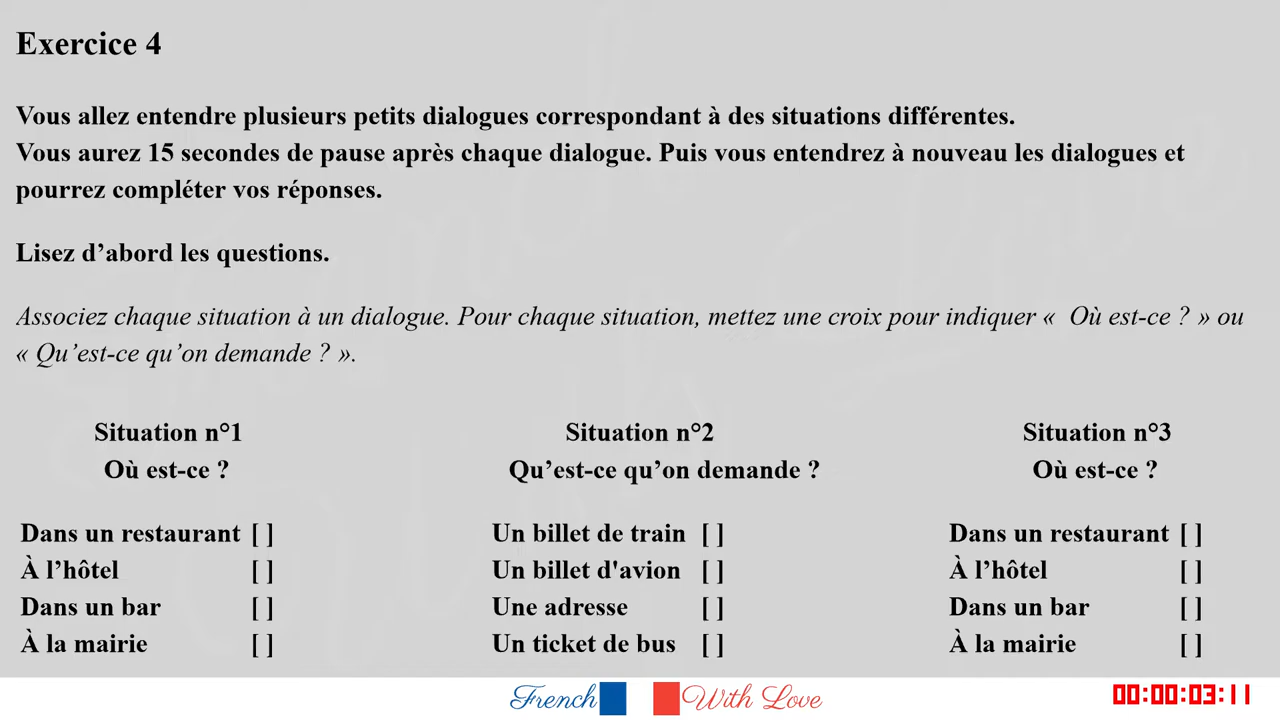 Exercice 4
Vous allez entendre plusieurs petits dialogues correspondant à des situations différentes.
Vous aurez 15 secondes de pause après chaque dialogue. Puis vous entendrez à nouveau les dialogues et
pourrez compléter vos réponses.
Lisez d’abord les questions.
Associez chaque situation à un dialogue. Pour chaque situation, mettez une croix pour indiquer «  Où est-ce ? » ou
« Qu’est-ce qu’on demande ? ».
Situation n°1
Où est-ce ?
Dans un restaurant [ ]
À l’hôtel [ ]
Dans un bar [ ]
À la mairie [ ]
Situation n°2
Qu’est-ce qu’on demande ?
Un billet de train [ ]
Un billet d'avion [ ]
Une adresse [ ]
Un ticket de bus [ ]
Situation n°3
Où est-ce ?
Dans un restaurant [ ]
À l’hôtel [ ]
Dans un bar [ ]
À la mairie [ ]
French With Love
00:00:03:11